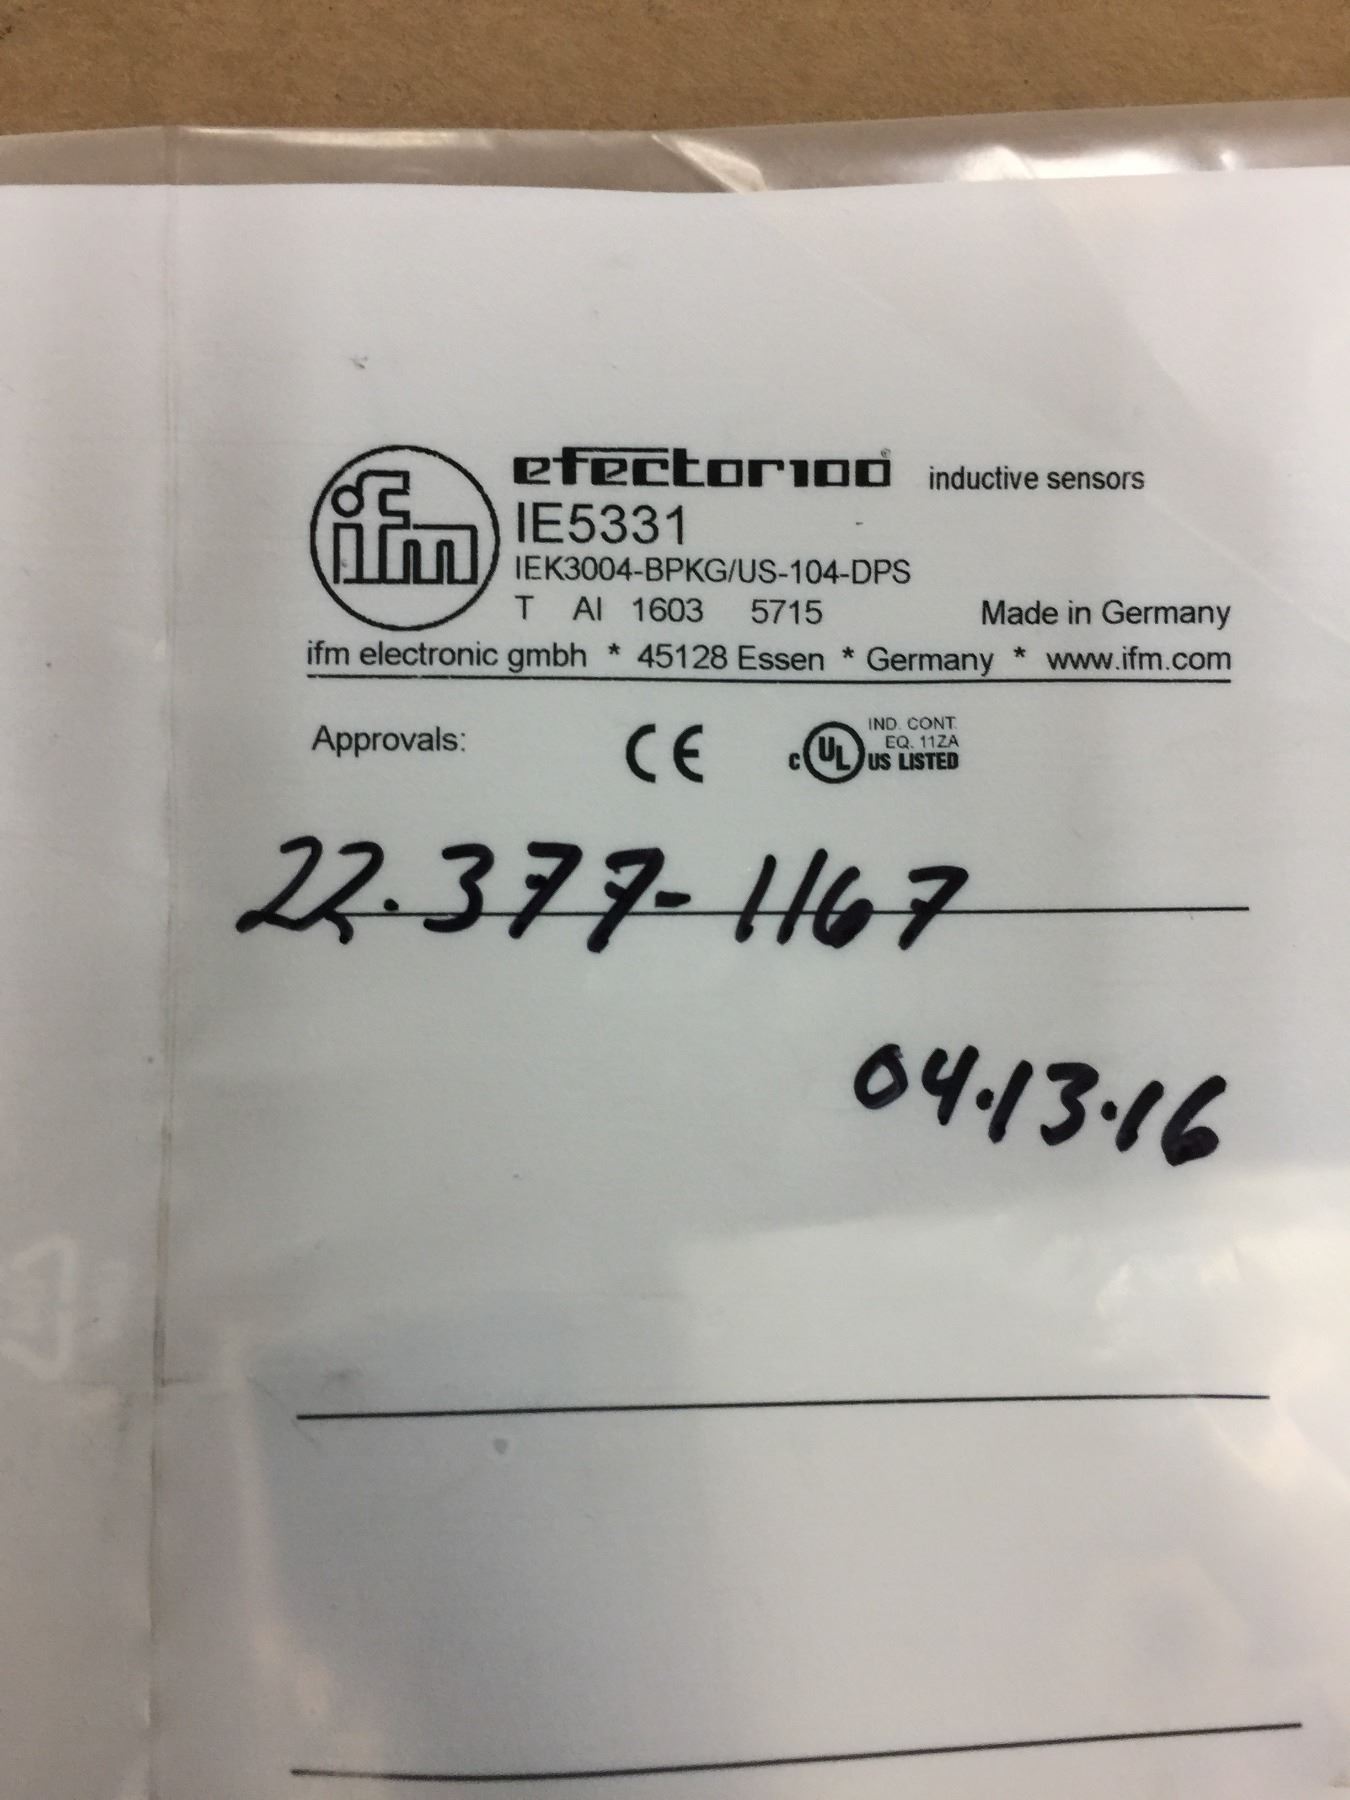 ifm
efector100® inductive sensors
IE5331
IEK3004-BPKG/US-104-DPS
T AI 1603 5715 Made in Germany
ifm electronic gmbh * 45128 Essen * Germany * www.ifm.com
Approvals: CE c UL US LISTED IND. CONT. EQ. 11ZA
22.377-1167
04.13.16